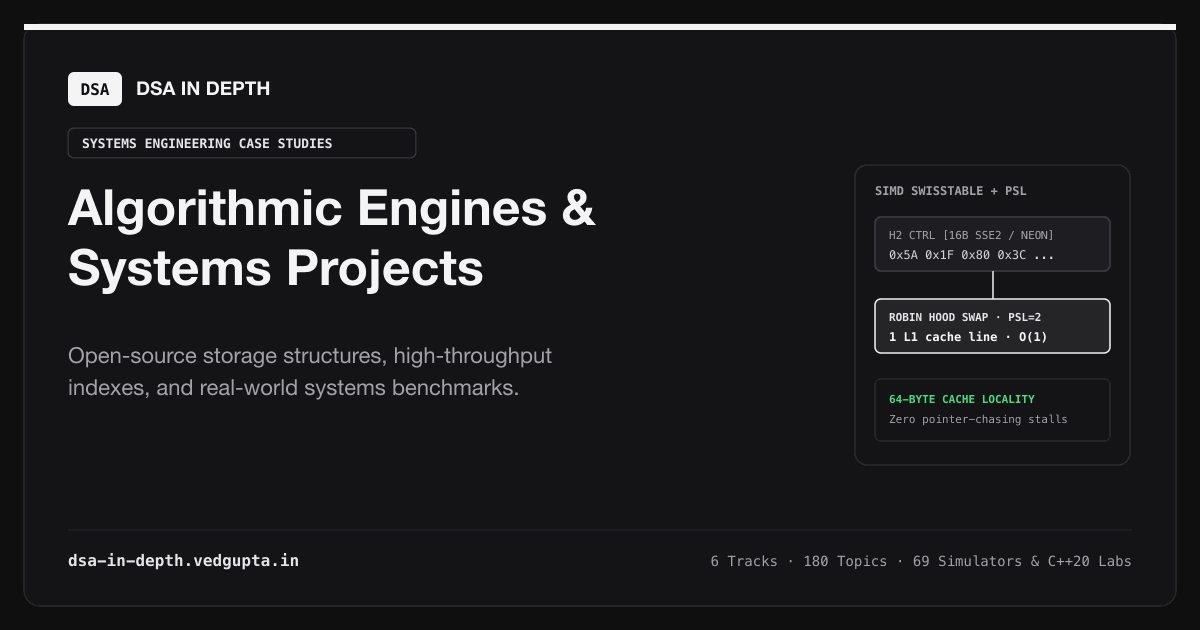 DSA
DSA IN DEPTH
SYSTEMS ENGINEERING CASE STUDIES
Algorithmic Engines &
Systems Projects
Open-source storage structures, high-throughput
indexes, and real-world systems benchmarks.
SIMD SWISSTABLE + PSL
H2 CTRL [16B SSE2 / NEON]
0x5A 0x1F 0x80 0x3C ...
ROBIN HOOD SWAP · PSL=2
1 L1 cache line · O(1)
64-BYTE CACHE LOCALITY
Zero pointer-chasing stalls
dsa-in-depth.vedgupta.in
6 Tracks · 180 Topics · 69 Simulators & C++20 Labs